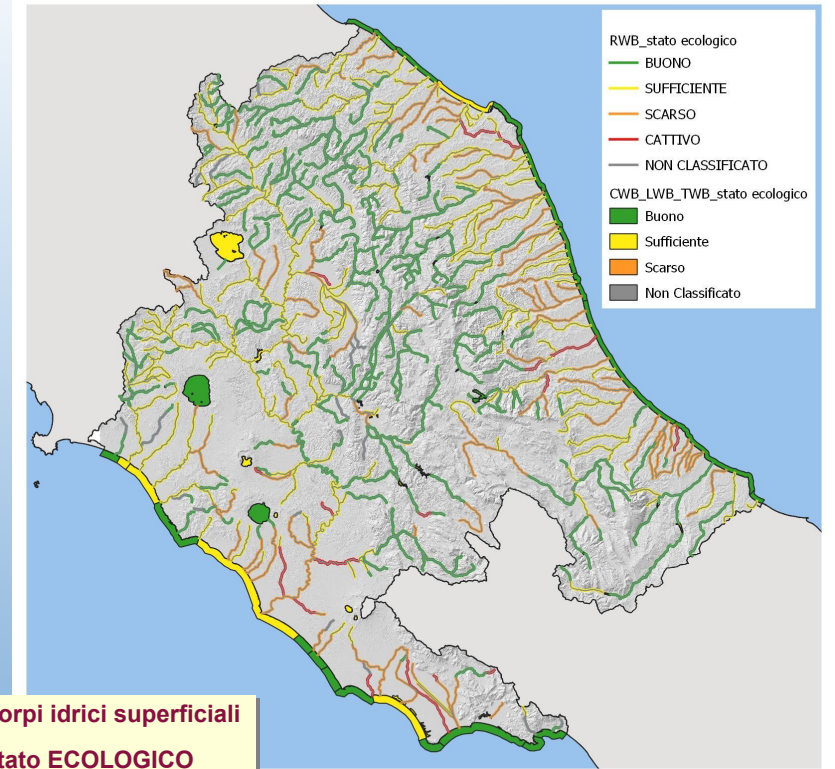 RWB_stato ecologico
BUONO
SUFFICIENTE
SCARSO
CATTIVO
NON CLASSIFICATO
CWB_LWB_TWB_stato ecologico
Buono
Sufficiente
Scarso
Non Classificato
orpi idrici superficiali
tato ECOLOGICO